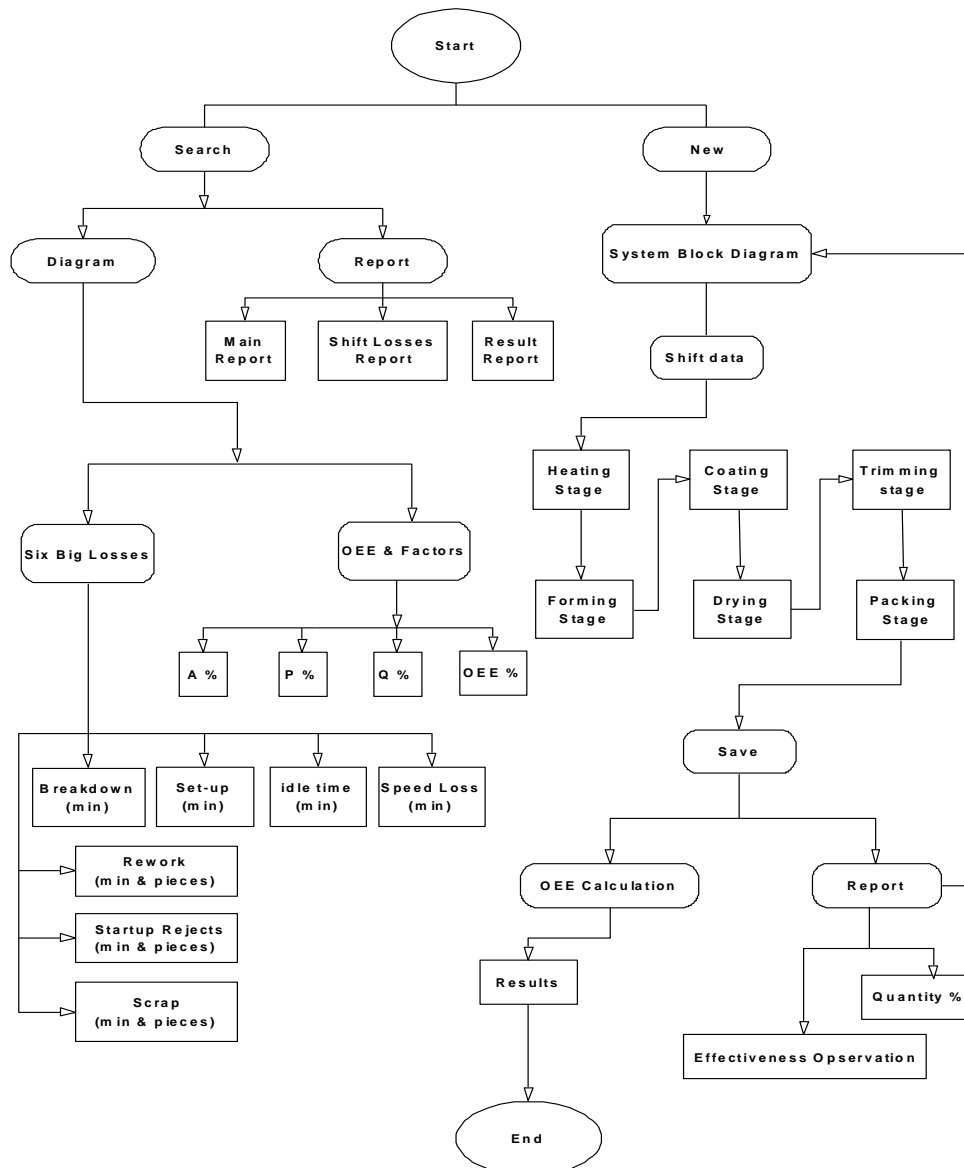 Start
Search
New
Diagram
Report
System Block Diagram
Main
Report
Shift Losses
Report
Result
Report
Shift data
Heating
Stage
Coating
Stage
Trimming
stage
Six Big Losses
OEE & Factors
Forming
Stage
Drying
Stage
Packing
Stage
A %
P %
Q %
OEE %
Save
Breakdown
(min)
Set-up
(min)
idle time
(min)
Speed Loss
(min)
Rework
(min & pieces)
Startup Rejects
(min & pieces)
Scrap
(min & pieces)
OEE Calculation
Report
Results
Quantity %
Effectiveness Opservation
End